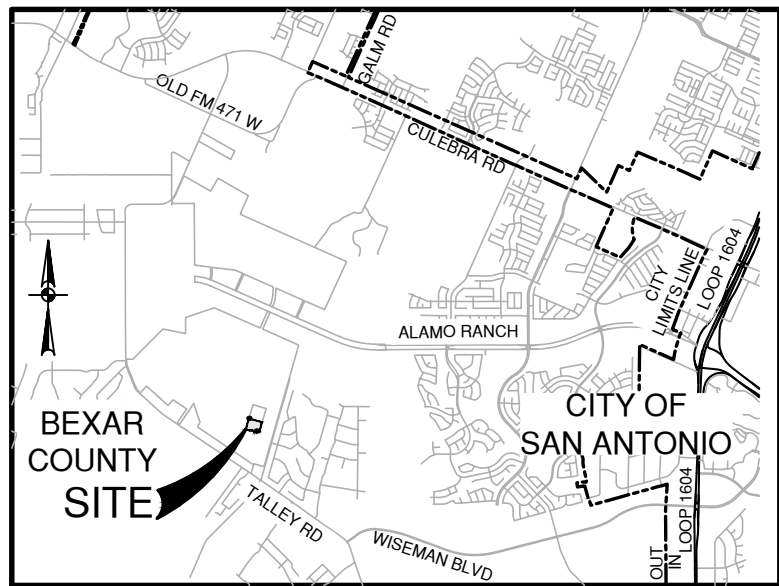 GALM RD
OLD FM 471 W
CULEBRA RD
CITY
LIMITS LINE
LOOP 1604
ALAMO RANCH
BEXAR
COUNTY
SITE
CITY OF
SAN ANTONIO
TALLEY RD
WISEMAN BLVD
OUT
IN
LOOP 1604